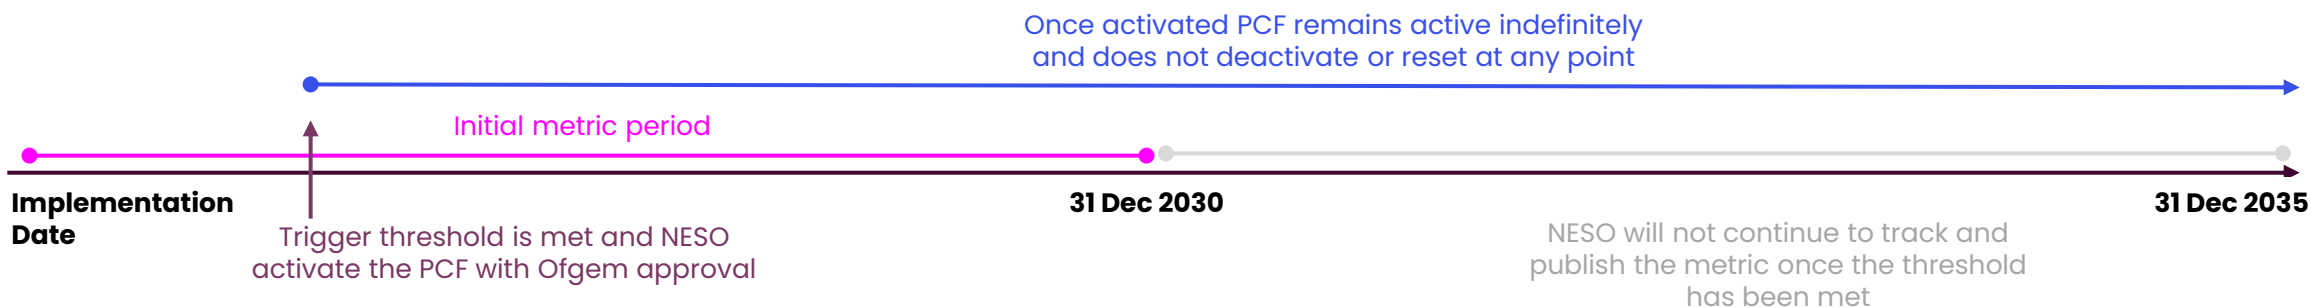 Once activated PCF remains active indefinitely
and does not deactivate or reset at any point
Initial metric period
Implementation
Date
31 Dec 2030
31 Dec 2035
Trigger threshold is met and NESO
activate the PCF with Ofgem approval
NESO will not continue to track and
publish the metric once the threshold
has been met